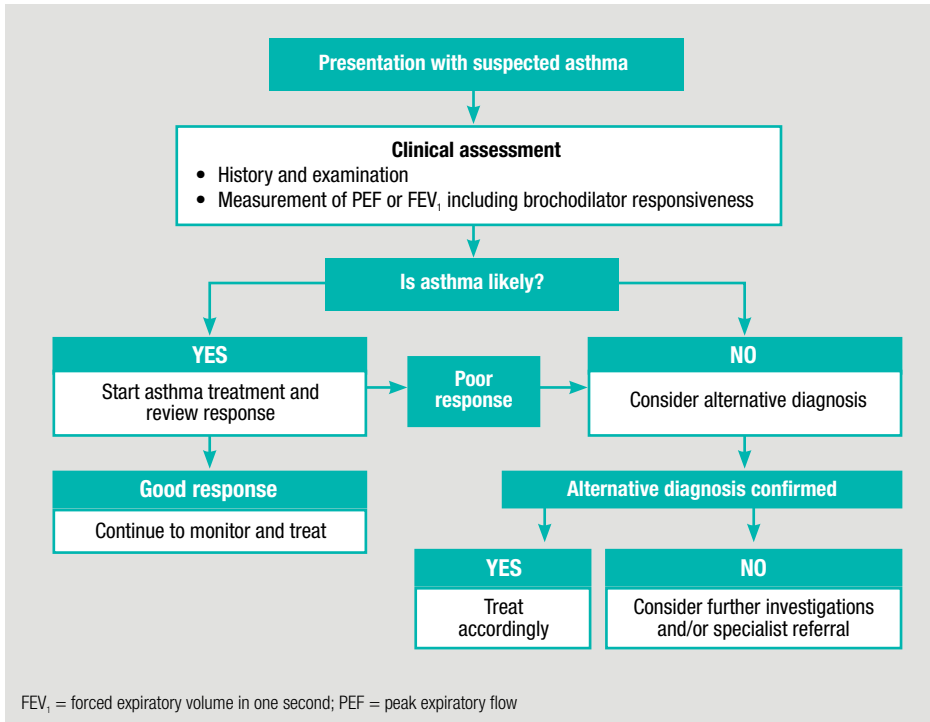 Presentation with suspected asthma
Clinical assessment
• History and examination
• Measurement of PEF or FEV₁ including brochodilator responsiveness
Is asthma likely?
YES
Start asthma treatment and
review response
Poor
response
NO
Consider alternative diagnosis
Good response
Continue to monitor and treat
Alternative diagnosis confirmed
YES
Treat
accordingly
NO
Consider further investigations
and/or specialist referral
FEV₁ = forced expiratory volume in one second; PEF = peak expiratory flow